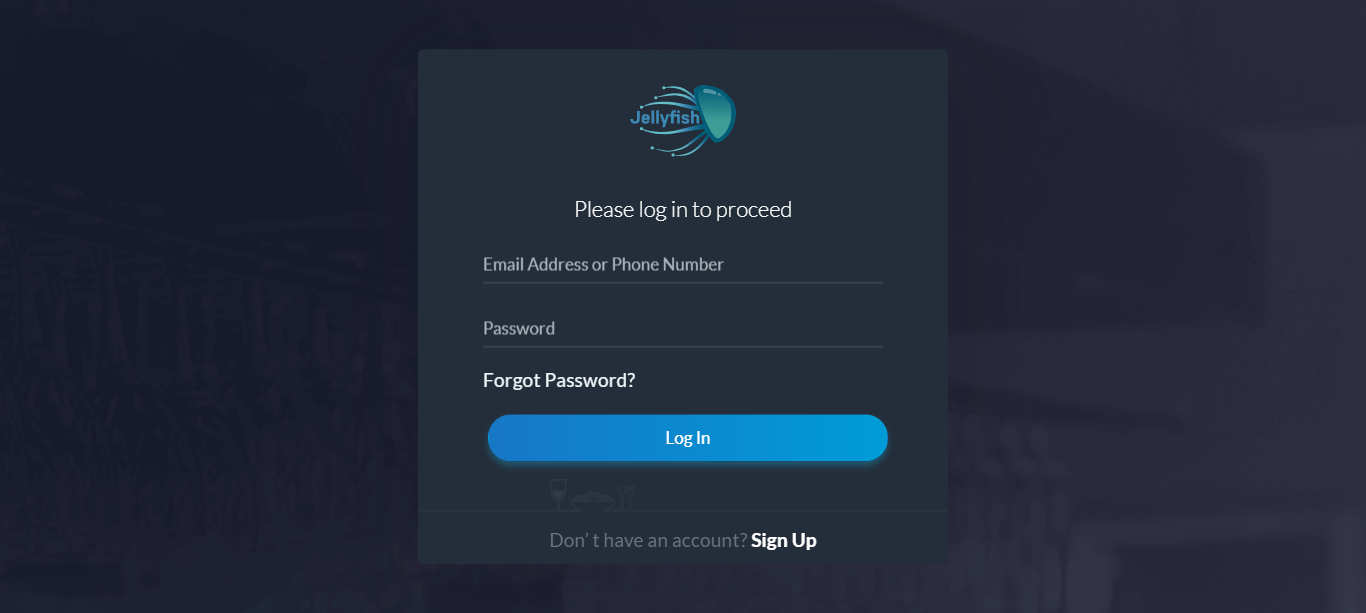 Jellyfish
Please log in to proceed
Email Address or Phone Number
Password
Forgot Password?
Log In
Don’ t have an account? Sign Up